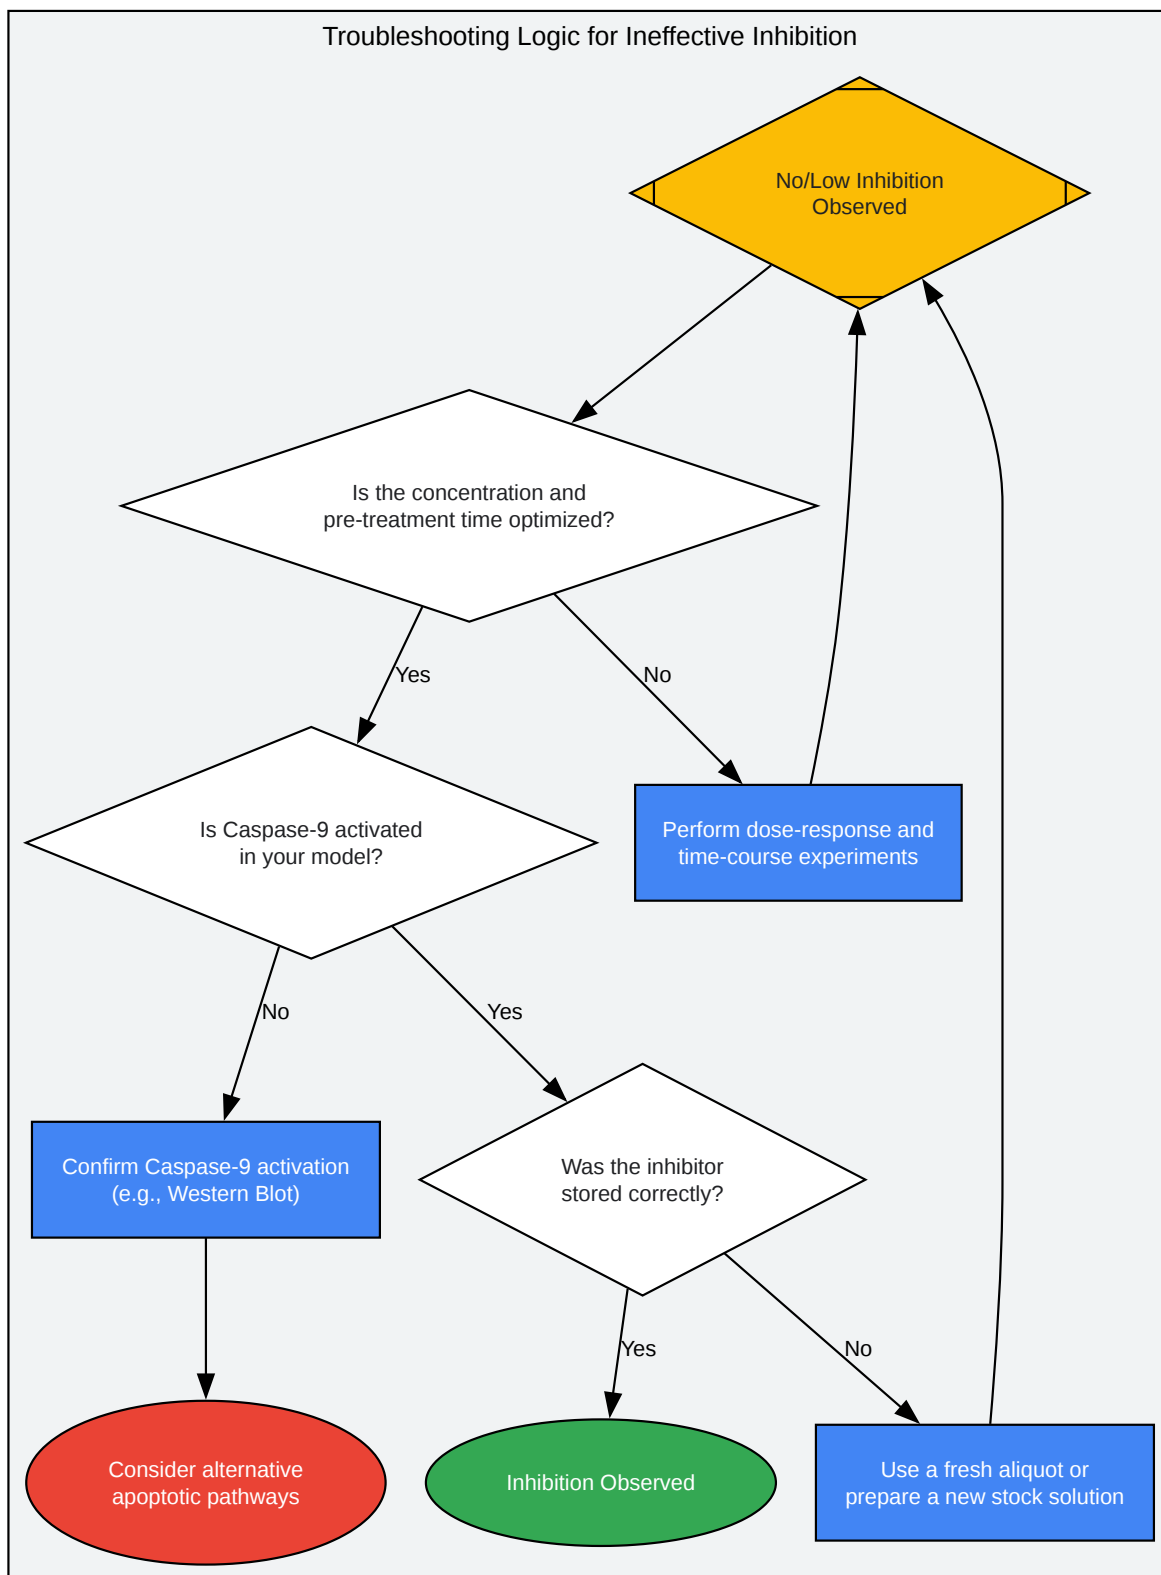 Troubleshooting Logic for Ineffective Inhibition
No/Low Inhibition
Observed
Is the concentration and
pre-treatment time optimized?
Yes
No
Is Caspase-9 activated
in your model?
Perform dose-response and
time-course experiments
No
Yes
Confirm Caspase-9 activation
(e.g., Western Blot)
Was the inhibitor
stored correctly?
Yes
No
Consider alternative
apoptotic pathways
Inhibition Observed
Use a fresh aliquot or
prepare a new stock solution